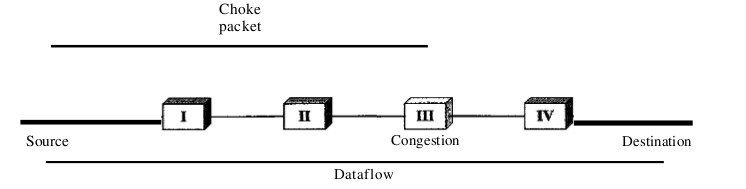 Choke
packet
I II III IV
Source Congestion Destination
Dataflow